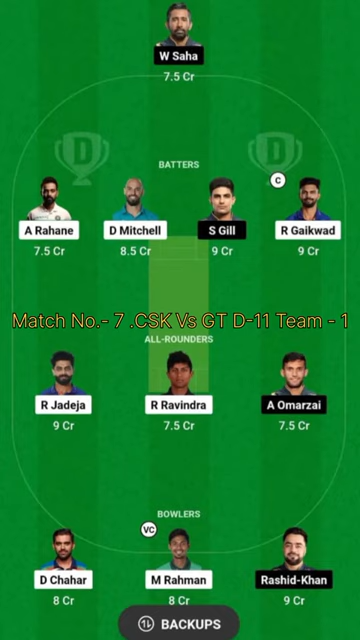 W Saha
7.5 Cr
D
D
BATTERS
C
A Rahane
D Mitchell
S Gill
R Gaikwad
7.5 Cr
8.5 Cr
9 Cr
9 Cr
Match No.- 7 .CSK Vs GT D-11 Team - 1
ALL-ROUNDERS
R Jadeja
R Ravindra
A Omarzai
9 Cr
7.5 Cr
7.5 Cr
BOWLERS
VC
D Chahar
M Rahman
Rashid-Khan
8 Cr
8 Cr
9 Cr
BACKUPS